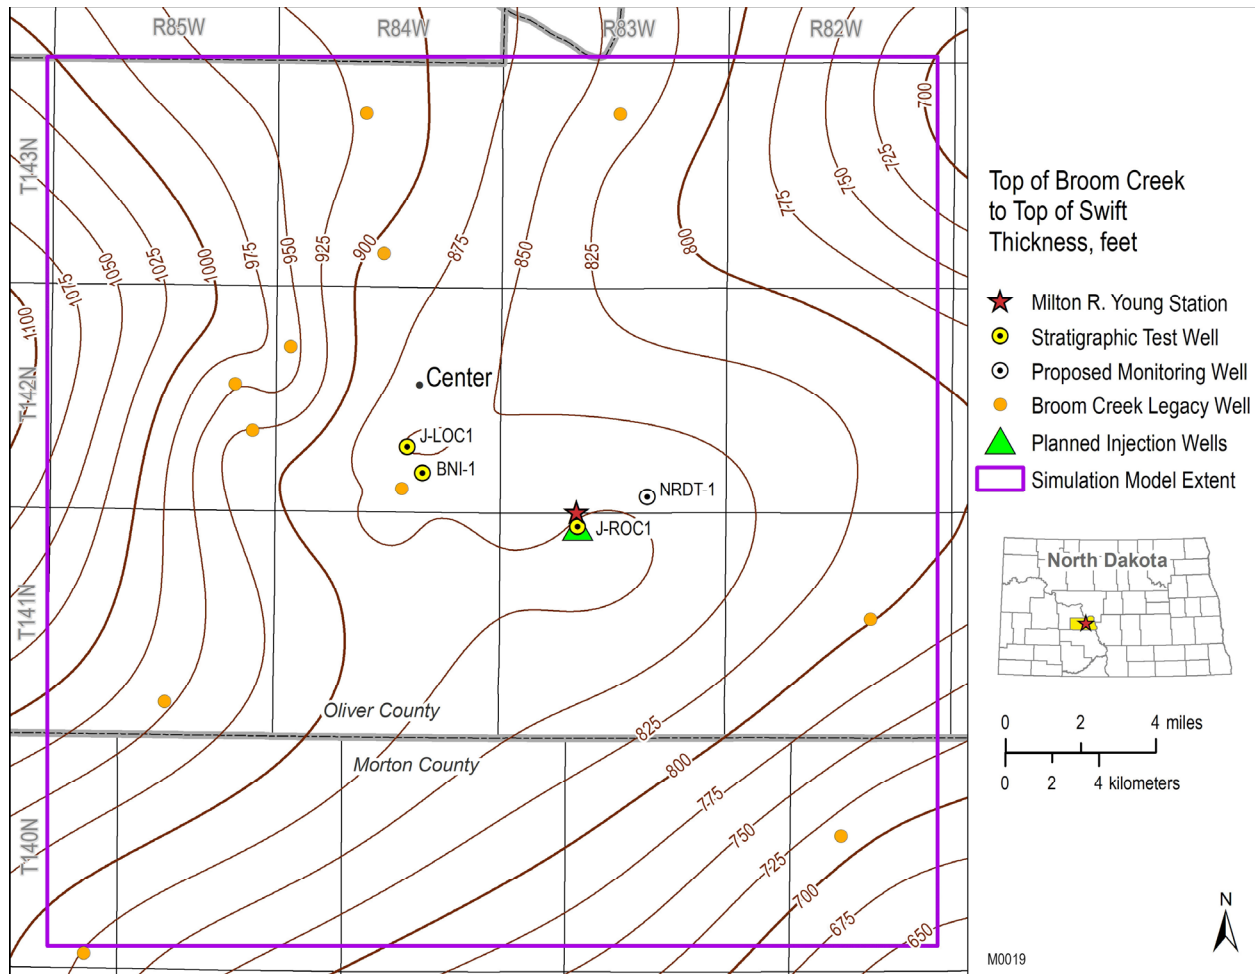 R85W
R84W
R83W
R82W
T143N
T142N
T141N
T140N
1100
1075
1050
1025
1000
975
950
925
900
875
850
825
800
775
750
725
700
Center
J-LOC1
BNI-1
NRDT-1
J-ROC1
Oliver County
Morton County
825
800
775
750
725
700
675
650
Top of Broom Creek
to Top of Swift
Thickness, feet
Milton R. Young Station
Stratigraphic Test Well
Proposed Monitoring Well
Broom Creek Legacy Well
Planned Injection Wells
Simulation Model Extent
North Dakota
0 2 4 miles
0 2 4 kilometers
N
M0019